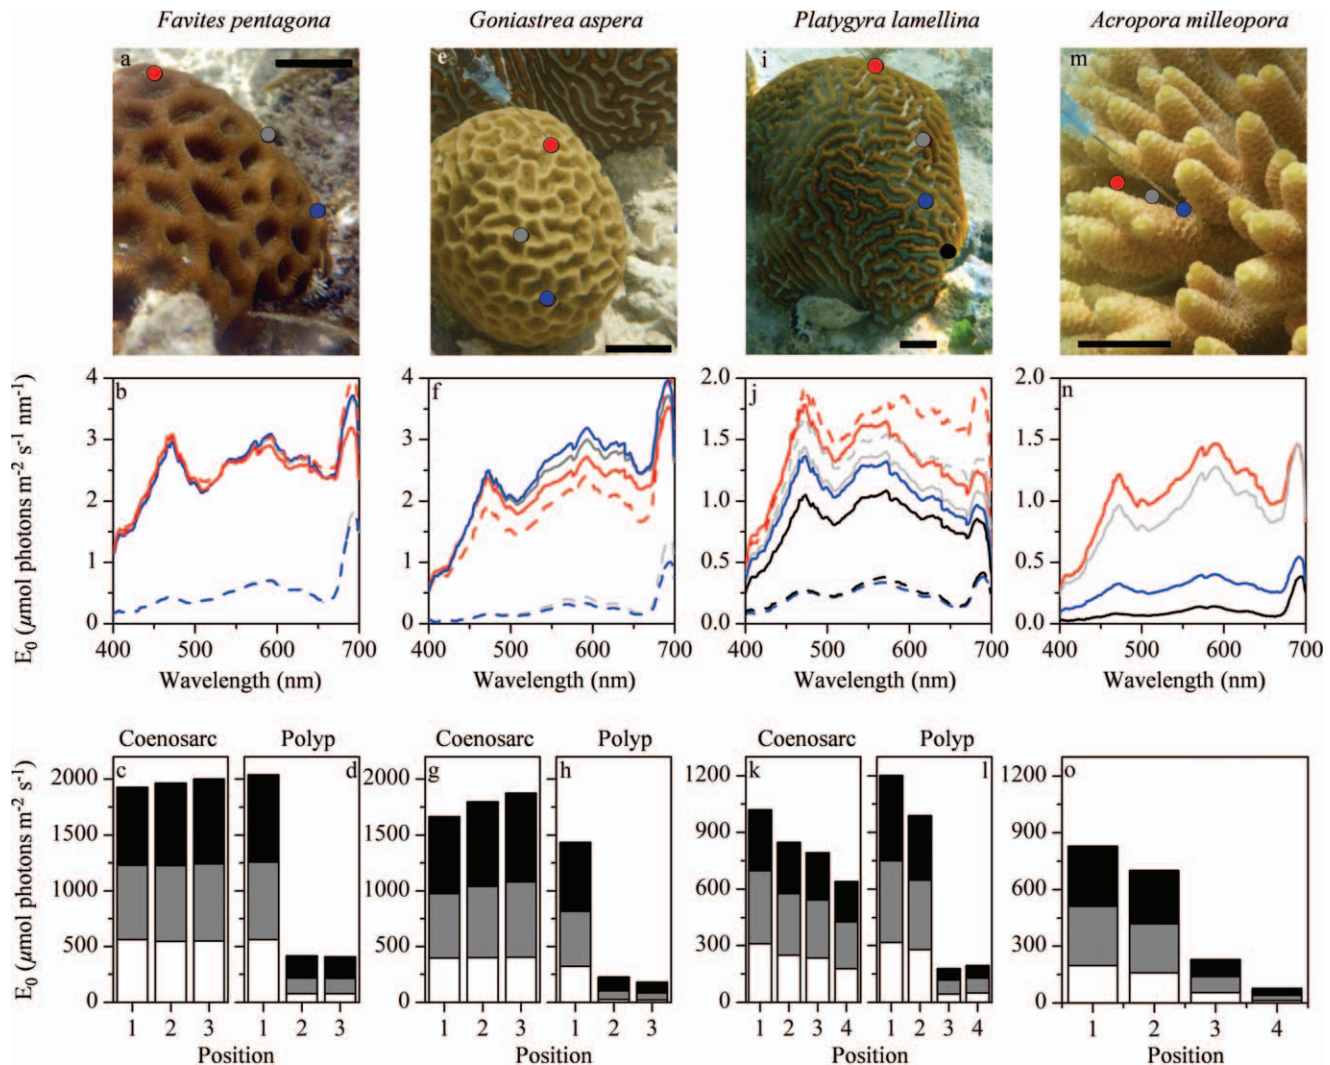 Favites pentagona Goniastrea aspera Platygyra lamellina Acropora milleopora
a e i m
b f j n
4 4 2.0 2.0
3 3 1.5 1.5
2 2 1.0 1.0
1 1 0.5 0.5
0 0 0.0 0.0
E0 (µmol photons m-2 s-1 nm-1)
400 500 600 700 400 500 600 700 400 500 600 700 400 500 600 700
Wavelength (nm) Wavelength (nm) Wavelength (nm) Wavelength (nm)
Coenosarc Polyp Coenosarc Polyp Coenosarc Polyp
c d g h k l o
2000 2000 1200 1200
1500 1500 900 900
1000 1000 600 600
500 500 300 300
0 0 0 0
E0 (µmol photons m-2 s-1)
1 2 3 1 2 3 1 2 3 1 2 3 1 2 3 4 1 2 3 4 1 2 3 4
Position Position Position Position